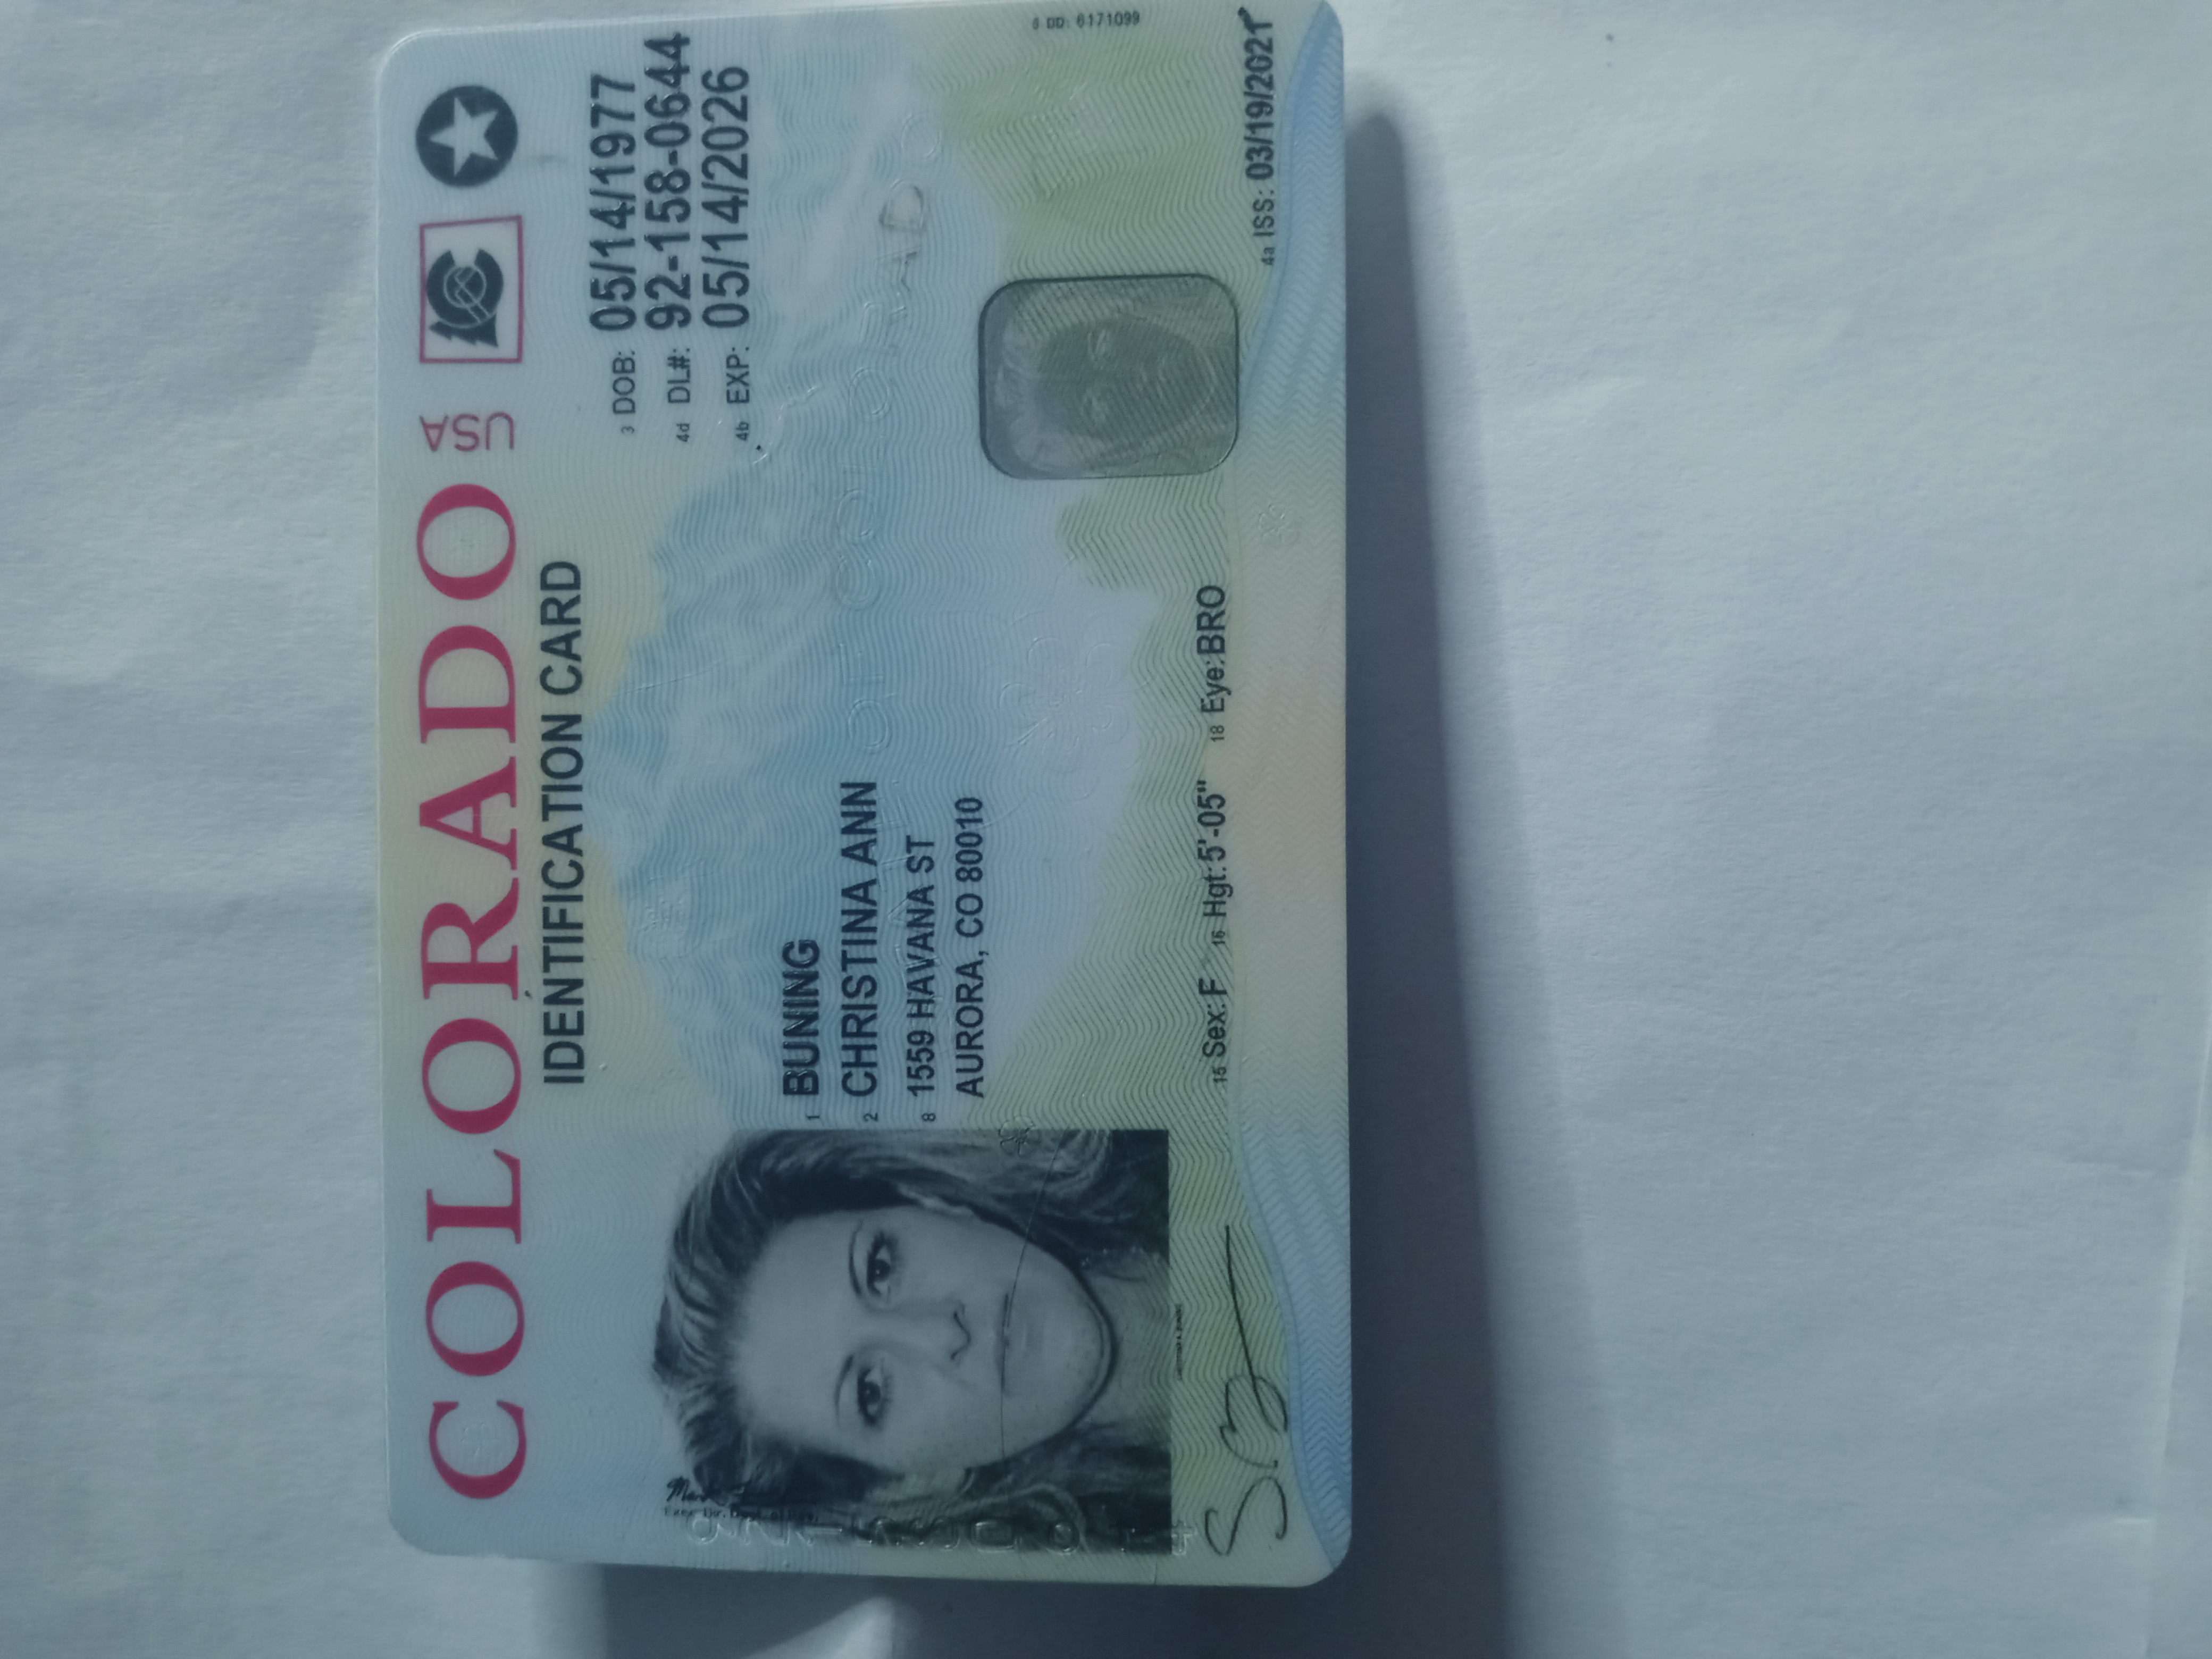 COLORADO USA
IDENTIFICATION CARD
3 DOB: 05/14/1977
4d DL#: 92-158-0644
4b EXP: 05/14/2026
1 BUNING
2 CHRISTINA ANN
8 1559 HAVANA ST
AURORA, CO 80010
15 Sex: F 16 Hgt: 5'-05" 18 Eye: BRO
4a ISS: 03/19/2021
5 DD: 6171099